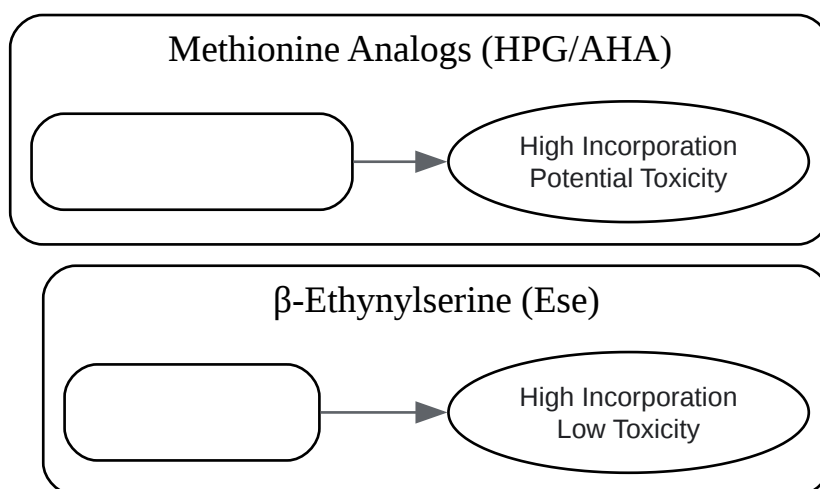 Methionine Analogs (HPG/AHA)
High Incorporation
Potential Toxicity
β-Ethynylserine (Ese)
High Incorporation
Low Toxicity